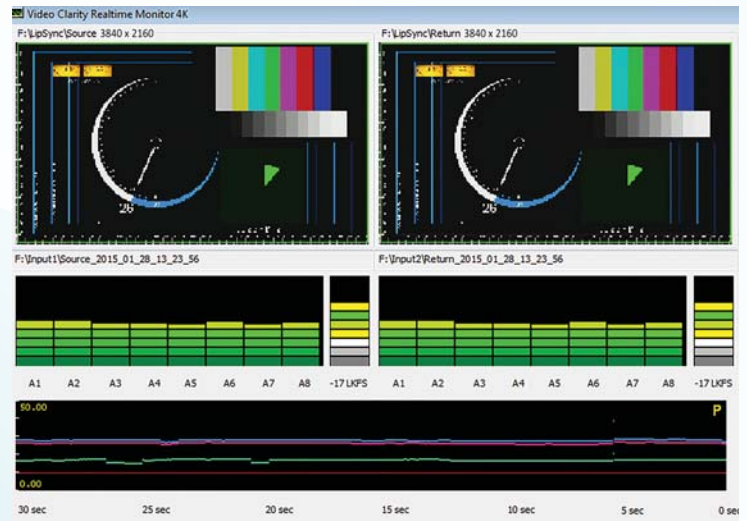 Video Clarity Realtime Monitor 4K
F:\LipSync\Source 3840 x 2160
F:\LipSync\Return 3840 x 2160
26
26
F:\Input1\Source_2015_01_28_13_23_56
F:\Input2\Return_2015_01_28_13_23_56
A1 A2 A3 A4 A5 A6 A7 A8 -17 LKFS
A1 A2 A3 A4 A5 A6 A7 A8 -17 LKFS
50.00
P
0.00
30 sec 25 sec 20 sec 15 sec 10 sec 5 sec 0 sec